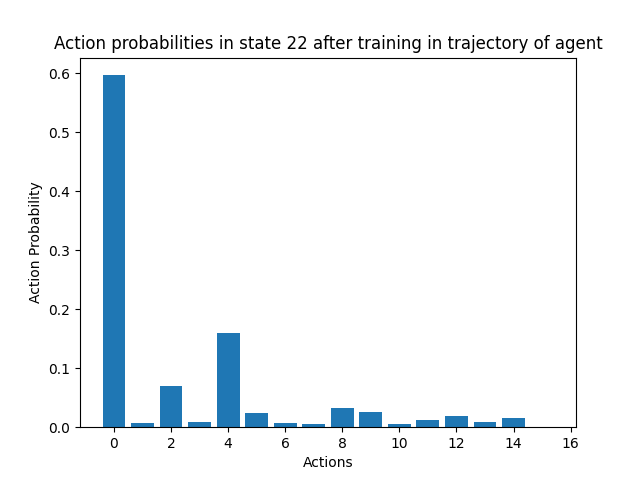 Action probabilities in state 22 after training in trajectory of agent
0.6
0.5
0.4
0.3
0.2
0.1
0.0
Action Probability
0 2 4 6 8 10 12 14 16
Actions